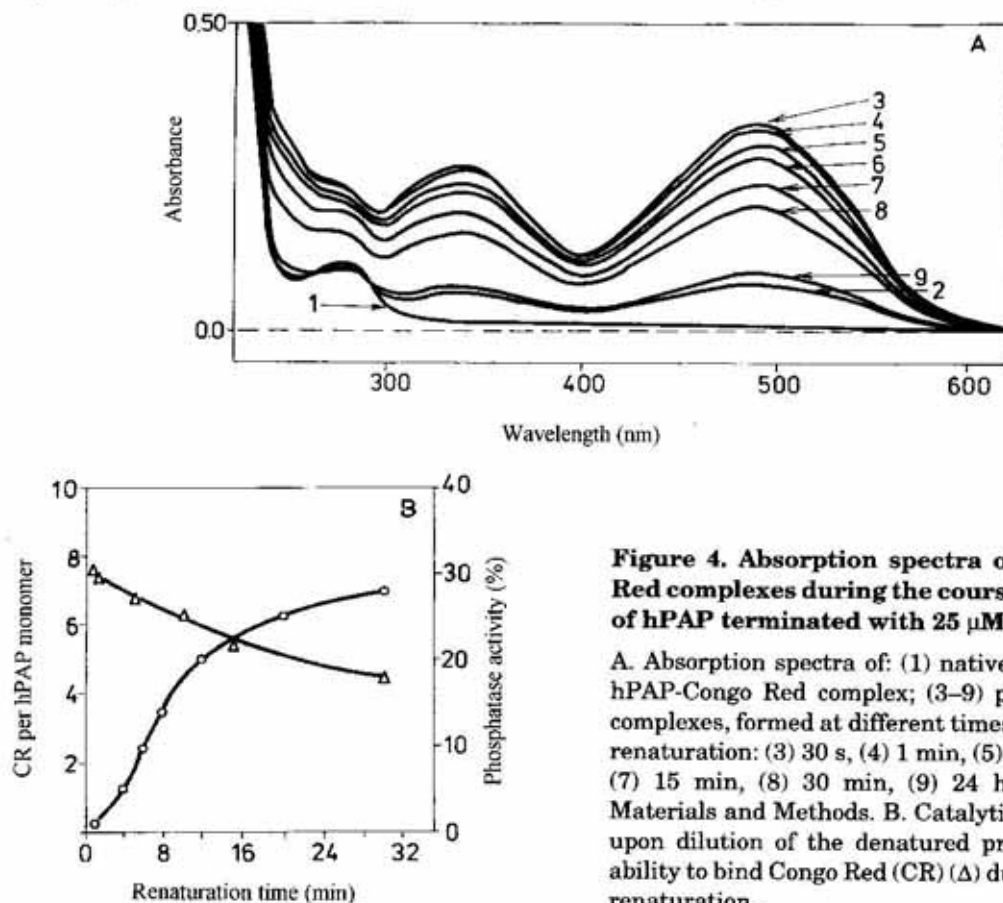 0.50
A
3
4
5
6
7
8
9
2
1
Absorbance
0.0
300
400
500
600
Wavelength (nm)
10
8
6
4
2
0
8
16
24
32
40
30
20
10
0
B
CR per hPAP monomer
Phosphatase activity (%)
Renaturation time (min)
Figure 4. Absorption spectra o
Red complexes during the cours
of hPAP terminated with 25 μM
A. Absorption spectra of: (1) native
hPAP-Congo Red complex; (3–9) p
complexes, formed at different times
renaturation: (3) 30 s, (4) 1 min, (5)
(7) 15 min, (8) 30 min, (9) 24 h
Materials and Methods. B. Catalyti
upon dilution of the denatured pr
ability to bind Congo Red (CR) (Δ) du
renaturation